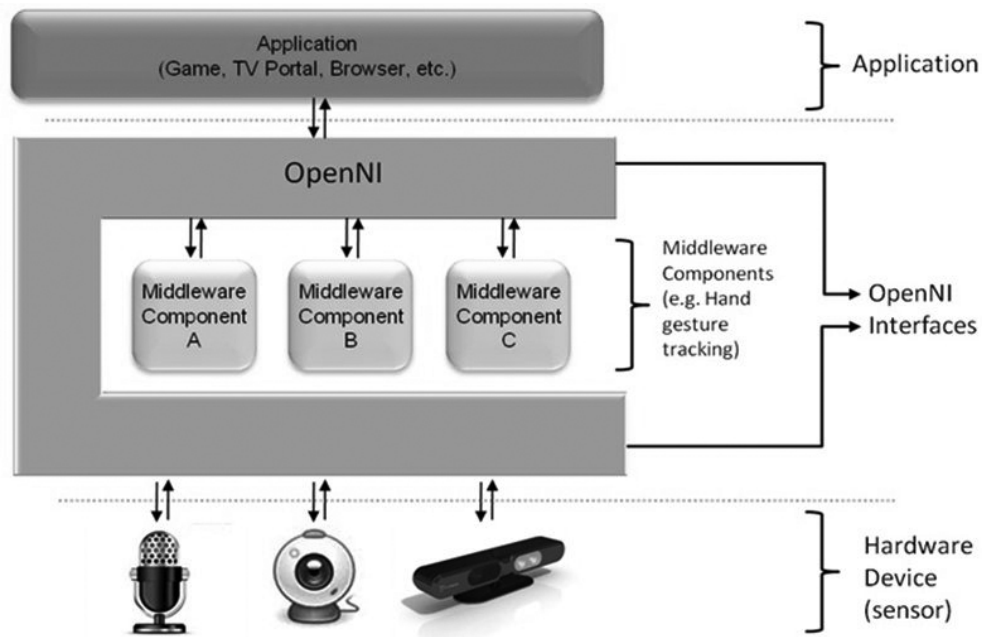 Application
(Game, TV Portal, Browser, etc.)
Application
OpenNI
Middleware
Component
A
Middleware
Component
B
Middleware
Component
C
Middleware
Components
(e.g. Hand
gesture
tracking)
OpenNI
Interfaces
Hardware
Device
(sensor)